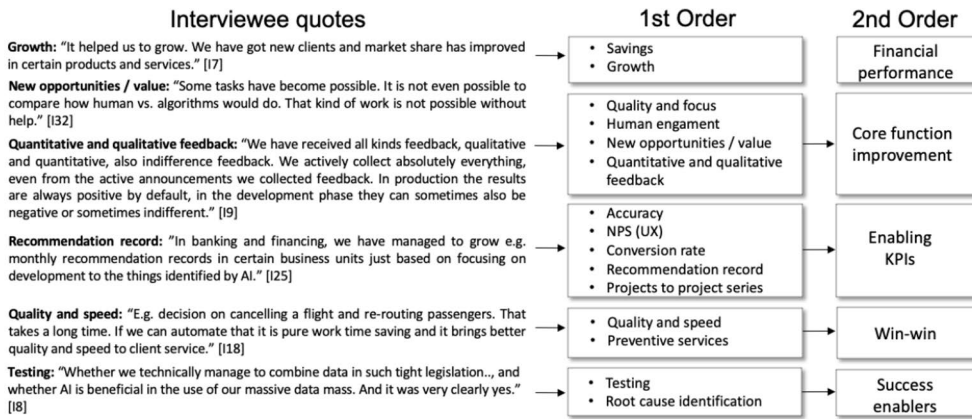 Interviewee quotes
1st Order
2nd Order
Growth: “It helped us to grow. We have got new clients and market share has improved
in certain products and services.” [I7]
New opportunities / value: “Some tasks have become possible. It is not even possible to
compare how human vs. algorithms would do. That kind of work is not possible without
help.” [I32]
Quantitative and qualitative feedback: “We have received all kinds feedback, qualitative
and quantitative, also indifference feedback. We actively collect absolutely everything,
even from the active announcements we collected feedback. In production the results
are always positive by default, in the development phase they can sometimes also be
negative or sometimes indifferent.” [I9]
Recommendation record: “In banking and financing, we have managed to grow e.g.
monthly recommendation records in certain business units just based on focusing on
development to the things identified by AI.” [I25]
Quality and speed: “E.g. decision on cancelling a flight and re-routing passengers. That
takes a long time. If we can automate that it is pure work time saving and it brings better
quality and speed to client service.” [I18]
Testing: “Whether we technically manage to combine data in such tight legislation.., and
whether AI is beneficial in the use of our massive data mass. And it was very clearly yes.”
[I8]
• Savings
• Growth
• Quality and focus
• Human engament
• New opportunities / value
• Quantitative and qualitative
feedback
• Accuracy
• NPS (UX)
• Conversion rate
• Recommendation record
• Projects to project series
• Quality and speed
• Preventive services
• Testing
• Root cause identification
Financial
performance
Core function
improvement
Enabling
KPIs
Win-win
Success
enablers